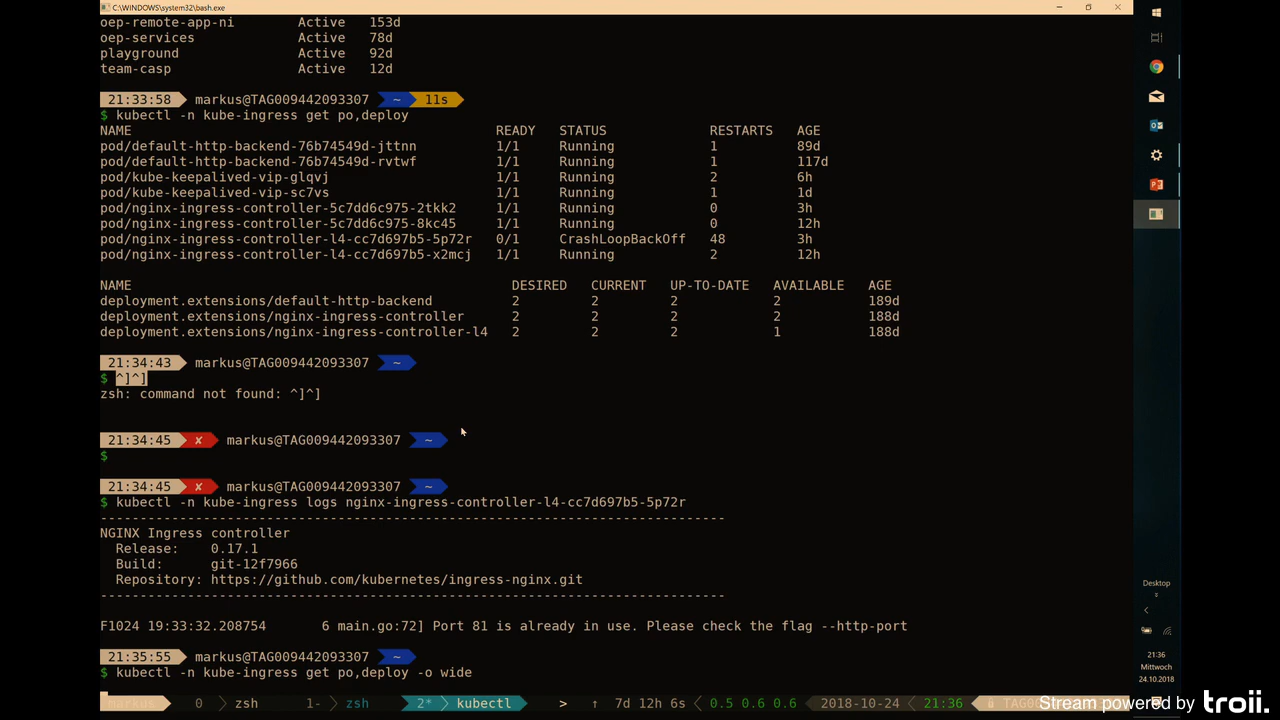 C:\WINDOWS\system32\bash.exe
oep-remote-app-ni Active 153d
oep-services Active 78d
playground Active 92d
team-casp Active 12d
21:33:58 markus@TAG009442093307 ~ 11s
$ kubectl -n kube-ingress get po,deploy
NAME READY STATUS RESTARTS AGE
pod/default-http-backend-76b74549d-jttnn 1/1 Running 1 89d
pod/default-http-backend-76b74549d-rvtwf 1/1 Running 1 117d
pod/kube-keepalived-vip-glqvj 1/1 Running 2 6h
pod/kube-keepalived-vip-sc7vs 1/1 Running 1 1d
pod/nginx-ingress-controller-5c7dd6c975-2tkk2 1/1 Running 0 3h
pod/nginx-ingress-controller-5c7dd6c975-8kc45 1/1 Running 0 12h
pod/nginx-ingress-controller-l4-cc7d697b5-5p72r 0/1 CrashLoopBackOff 48 3h
pod/nginx-ingress-controller-l4-cc7d697b5-x2mcj 1/1 Running 2 12h
NAME DESIRED CURRENT UP-TO-DATE AVAILABLE AGE
deployment.extensions/default-http-backend 2 2 2 2 189d
deployment.extensions/nginx-ingress-controller 2 2 2 2 188d
deployment.extensions/nginx-ingress-controller-l4 2 2 2 1 188d
21:34:43 markus@TAG009442093307 ~
$ ^]^]
zsh: command not found: ^]^]
21:34:45 ✘ markus@TAG009442093307 ~
$
21:34:45 ✘ markus@TAG009442093307 ~
$ kubectl -n kube-ingress logs nginx-ingress-controller-l4-cc7d697b5-5p72r
-------------------------------------------------------------------------------
NGINX Ingress controller
Release: 0.17.1
Build: git-12f7966
Repository: https://github.com/kubernetes/ingress-nginx.git
-------------------------------------------------------------------------------
F1024 19:33:32.208754 6 main.go:72] Port 81 is already in use. Please check the flag --http-port
21:35:55 markus@TAG009442093307 ~
$ kubectl -n kube-ingress get po,deploy -o wide
0 zsh 1- zsh 2* kubectl > ↑ 7d 12h 6s < 0.5 0.6 0.6 < 2018-10-24 < 21:36
Desktop
21:36
Mittwoch
24.10.2018
Stream powered by troii.